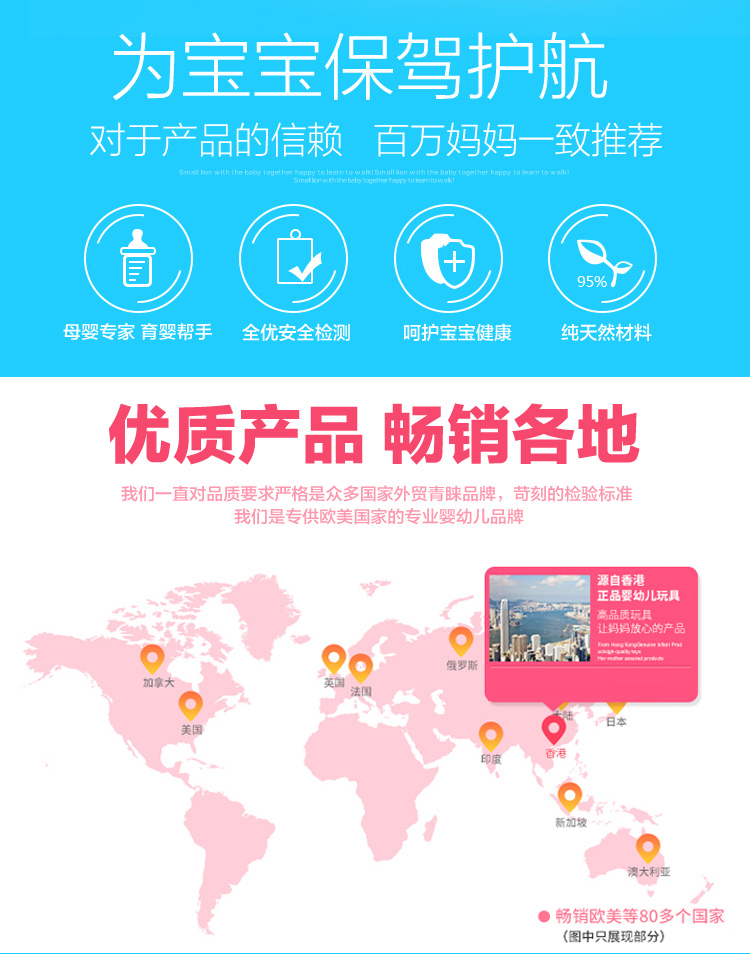 为宝宝保驾护航
对于产品的信赖 百万妈妈一致推荐
Small lion with the baby together happy to learn to walk!Small lion with the baby together happy to learn to walk!
Small lion with the baby together happy to learn to walk!
95%
母婴专家 育婴帮手
全优安全检测
呵护宝宝健康
纯天然材料
优质产品 畅销各地
我们一直对品质要求严格是众多国家外贸青睐品牌，苛刻的检验标准
我们是专供欧美国家的专业婴幼儿品牌
源自香港
正品婴幼儿玩具
高品质玩具
让妈妈放心的产品
From Hong KongGenuine Infant Prod
uctsigh-quality toys
Her mother assured products
加拿大
美国
英国
法国
俄罗斯
大陆
日本
印度
香港
新加坡
澳大利亚
畅销欧美等80多个国家
（图中只展现部分）